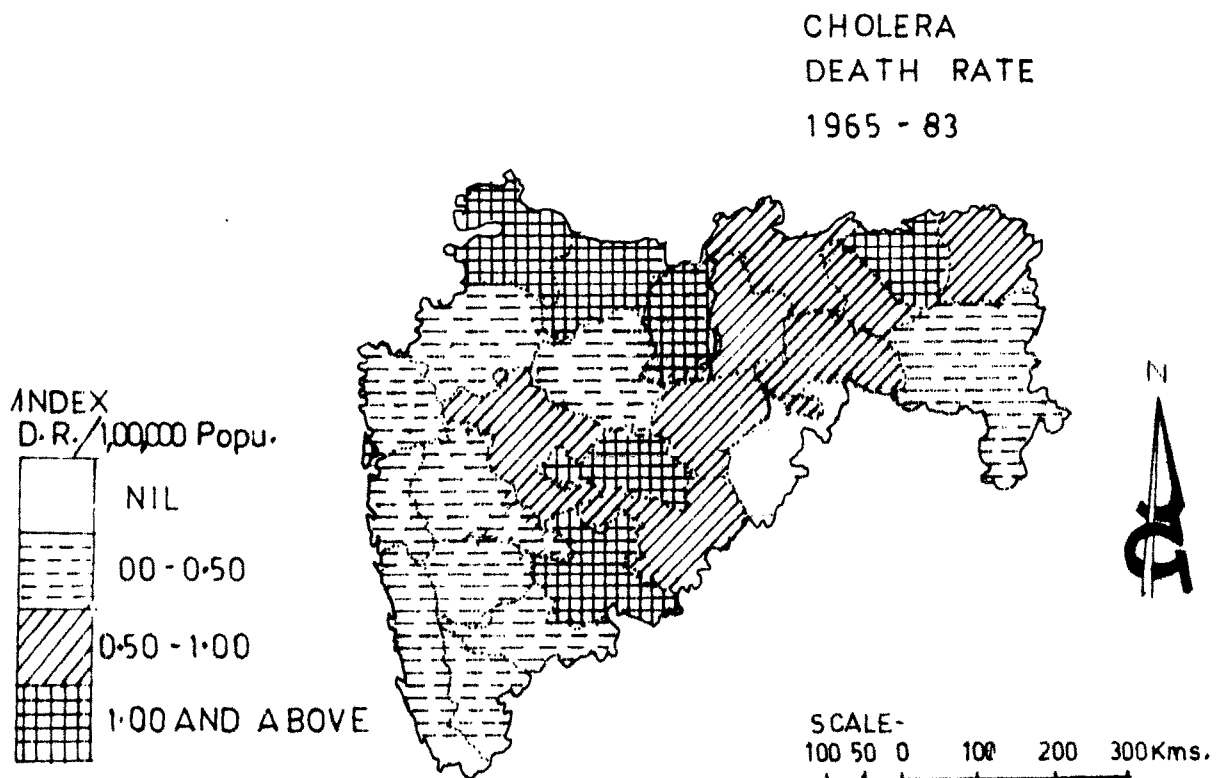 CHOLERA
DEATH RATE
1965 - 83
INDEX
D.R./1,00,000 Popu.
NIL
00 - 0.50
0.50 - 1.00
1.00 AND ABOVE
N
SCALE-
100 50 0 100 200 300 Kms.